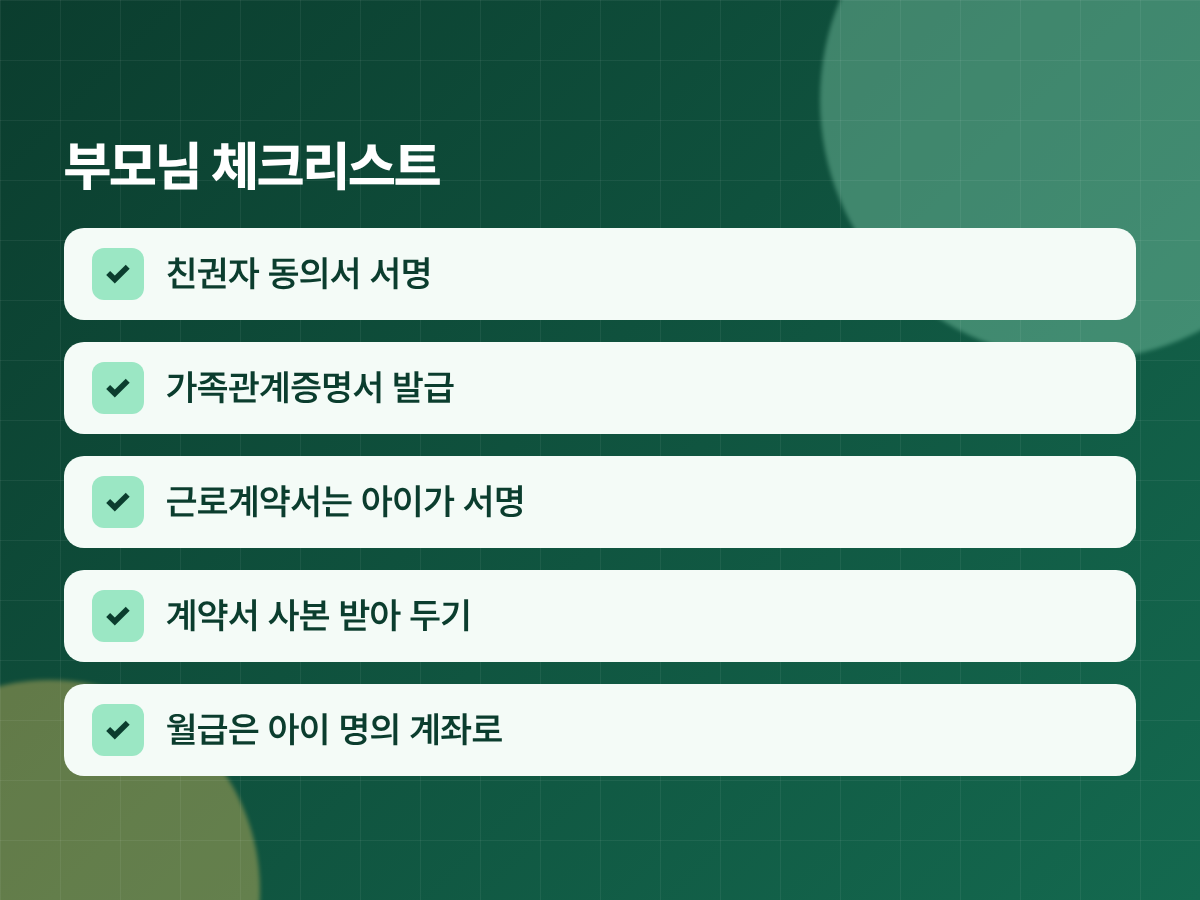 부모님 체크리스트
친권자 동의서 서명
가족관계증명서 발급
근로계약서는 아이가 서명
계약서 사본 받아 두기
월급은 아이 명의 계좌로